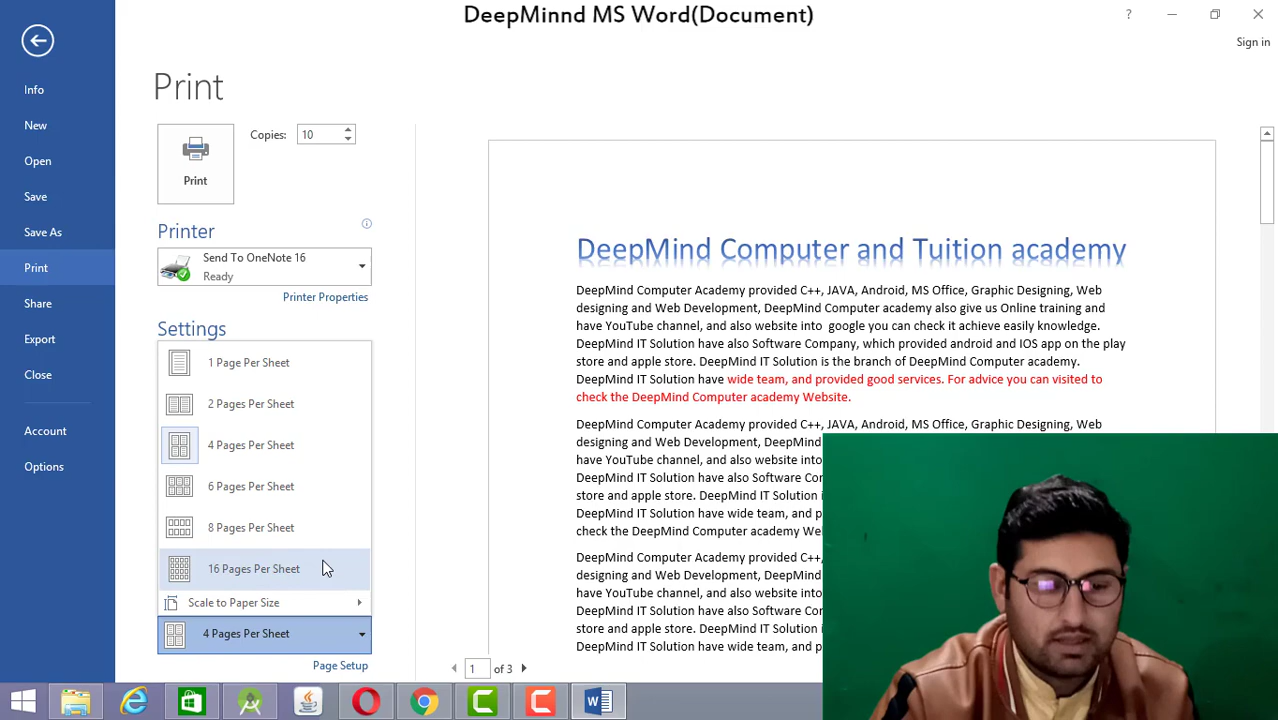 DeepMinnd MS Word(Document)
?
Sign in
Info
New
Open
Save
Save As
Print
Share
Export
Close
Account
Options
Print
Print
Copies: 10
Printer
Send To OneNote 16
Ready
Printer Properties
Settings
1 Page Per Sheet
2 Pages Per Sheet
4 Pages Per Sheet
6 Pages Per Sheet
8 Pages Per Sheet
16 Pages Per Sheet
Scale to Paper Size
4 Pages Per Sheet
Page Setup
DeepMind Computer and Tuition academy
DeepMind Computer Academy provided C++, JAVA, Android, MS Office, Graphic Designing, Web
designing and Web Development, DeepMind Computer academy also give us Online training and
have YouTube channel, and also website into google you can check it achieve easily knowledge.
DeepMind IT Solution have also Software Company, which provided android and IOS app on the play
store and apple store. DeepMind IT Solution is the branch of DeepMind Computer academy.
DeepMind IT Solution have wide team, and provided good services. For advice you can visited to
check the DeepMind Computer academy Website.
DeepMind Computer Academy provided C++, JAVA, Android, MS Office, Graphic Designing, Web
designing and Web Development, DeepMind
have YouTube channel, and also website into
DeepMind IT Solution have also Software
store and apple store. DeepMind IT Solution
DeepMind IT Solution have wide team, and
check the DeepMind Computer academy
DeepMind Computer Academy provided C++
designing and Web Development, DeepMind
have YouTube channel, and also website into
DeepMind IT Solution have also Software
store and apple store. DeepMind IT Solution
DeepMind IT Solution have wide team, and
1 of 3